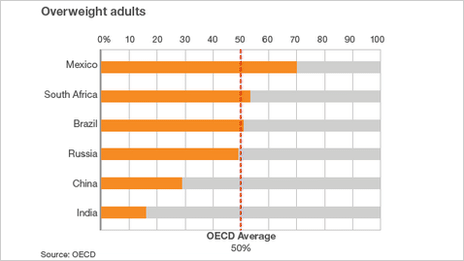 Overweight adults
0% 10 20 30 40 50 60 70 80 90 100
Mexico
South Africa
Brazil
Russia
China
India
OECD Average
50%
Source: OECD